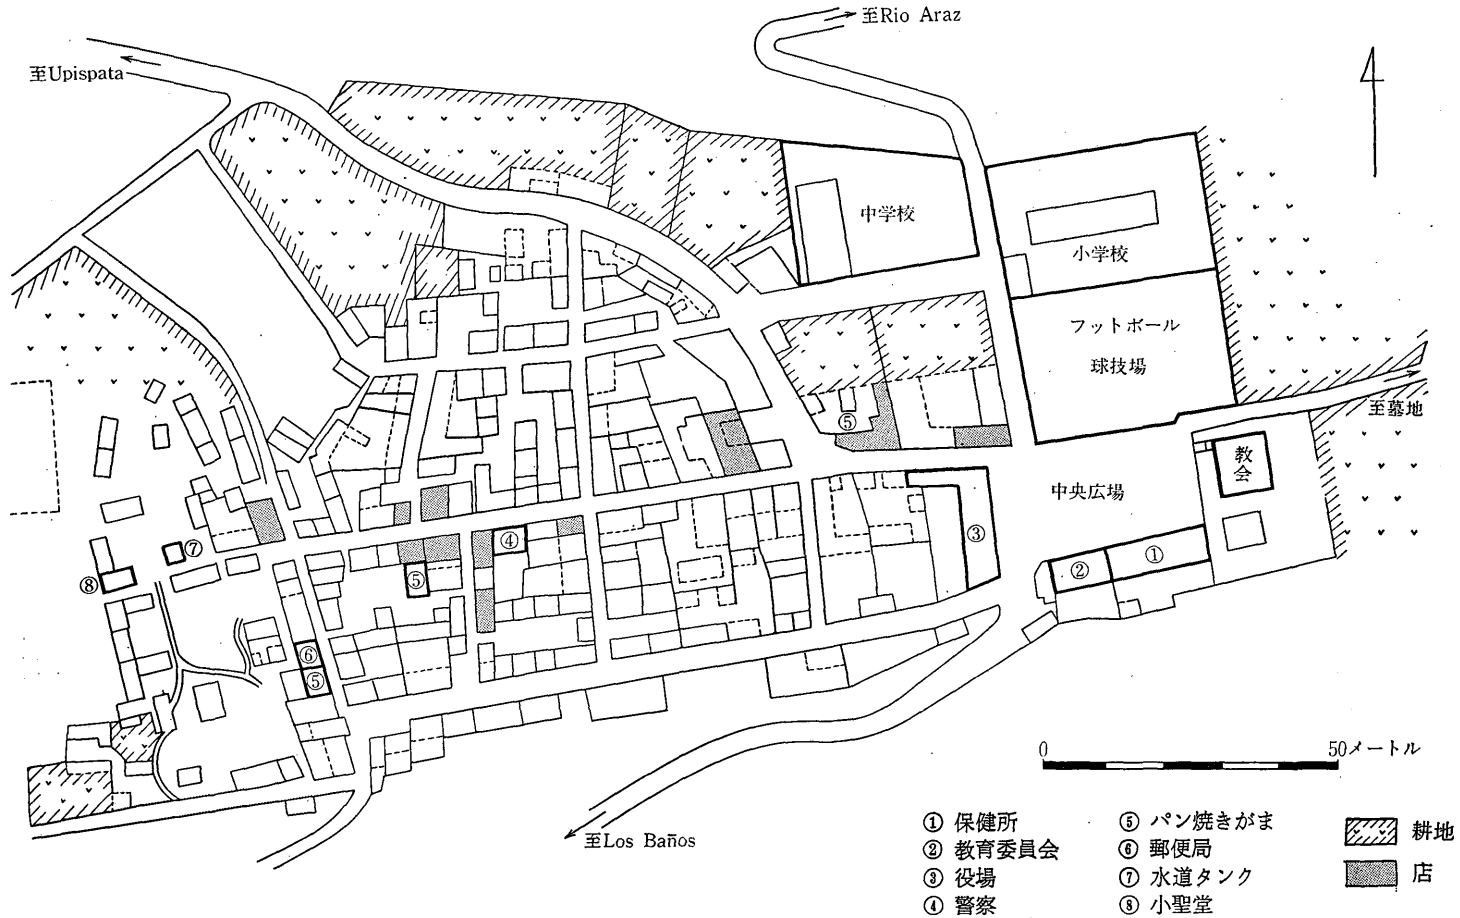 至Rio Araz
至Upispata
中学校
小学校
フットボール
球技場
至墓地
教会
中央広場
⑤
③
④
①
②
⑦
⑧
⑤
⑥
⑤
0 50メートル
至Los Baños
① 保健所
② 教育委員会
③ 役場
④ 警察
⑤ パン焼きがま
⑥ 郵便局
⑦ 水道タンク
⑧ 小聖堂
耕地
店